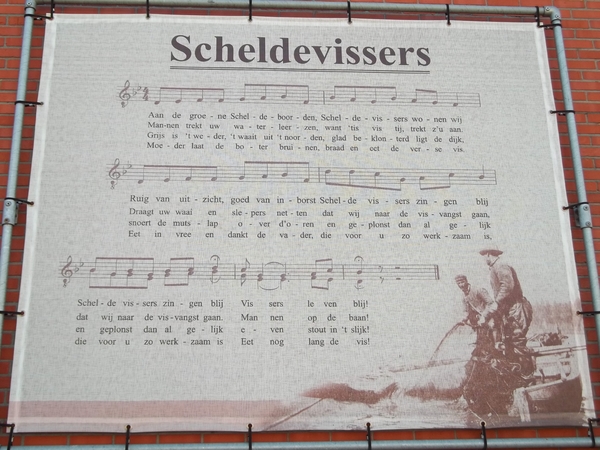 Scheldevissers
Aan de groe - ne Schel - de - boor - den, Schel - de - vis - sers wo - nen wij
Man-nen trekt uw wa - ter - leer - zen, want 'tis vis tij, trekt z'u aan.
Grijs is 't we - der, 't waait uit 't noor - den, glad be - klon - terd ligt de dijk,
Moe - der laat de bo - ter brui - nen, braad en eet de ver - se vis.
Ruig van uit - zicht, goed van in - borst Schel - de vis - sers zin - gen blij
Draagt uw waai en sle - pers net - ten dat wij naar de vis - vangst gaan,
snoert de muts - lap o - ver d'o - ren en ge - plonst dan al ge - lijk
Eet in vree en dankt de va - der, die voor u zo werk - zaam is,
Schel - de vis - sers zin - gen blij Vis sers le ven blij!
dat wij naar de vis - vangst gaan. Man nen op de baan!
en geplonst dan al ge - lijk e - ven stout in 't slijk!
die voor u zo werk - zaam is Eet nog lang de vis!